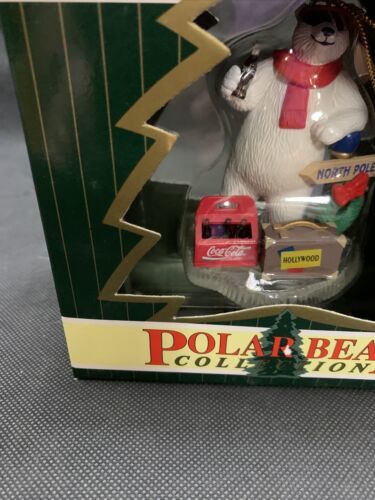 NORTH POLE
Coca-Cola
HOLLYWOOD
POLAR BEA
COLLECTION